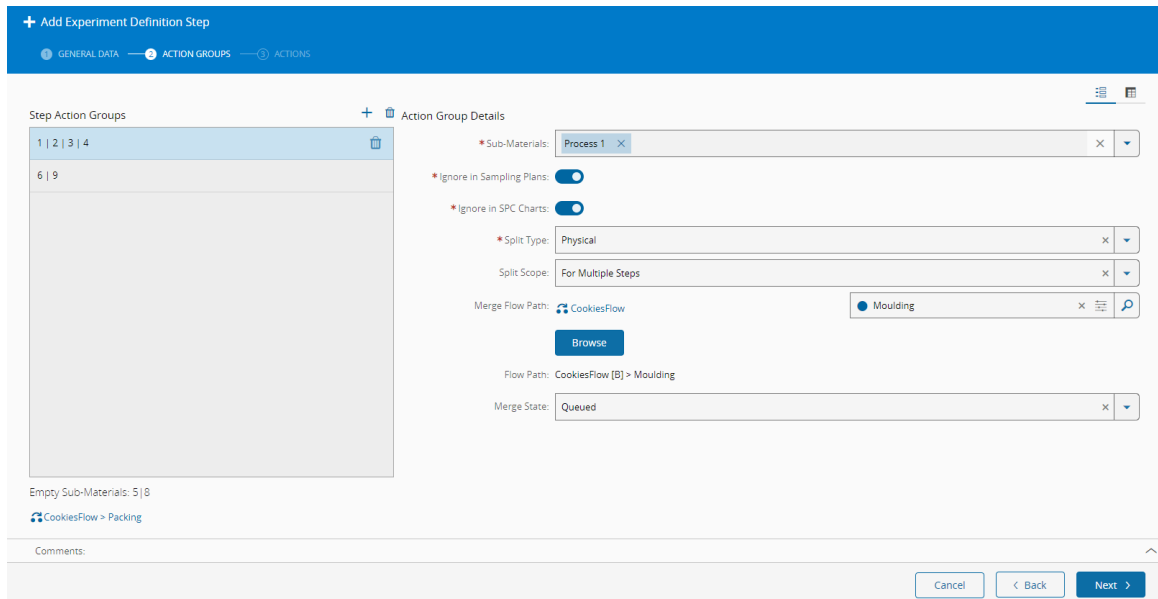 Add Experiment Definition Step
1 GENERAL DATA 2 ACTION GROUPS 3 ACTIONS
Step Action Groups
1 | 2 | 3 | 4
6 | 9
Empty Sub-Materials: 5|8
CookiesFlow > Packing
Action Group Details
*Sub-Materials: Process 1
*Ignore in Sampling Plans:
*Ignore in SPC Charts:
*Split Type: Physical
Split Scope: For Multiple Steps
Merge Flow Path: CookiesFlow Moulding
Browse
Flow Path: CookiesFlow [B] > Moulding
Merge State: Queued
Comments:
Cancel < Back Next >